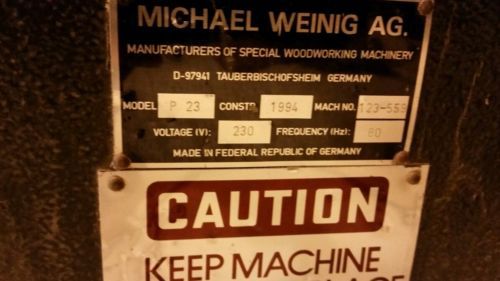 MICHAEL WEINIG AG.
MANUFACTURERS OF SPECIAL WOODWORKING MACHINERY
D-97941 TAUBERBISCHOFSHEIM GERMANY
MODEL P 23 CONSTR. 1994 MACH NO. 123-559
VOLTAGE (V): 230 FREQUENCY (Hz): 60
MADE IN FEDERAL REPUBLIC OF GERMANY
CAUTION
KEEP MACHINE